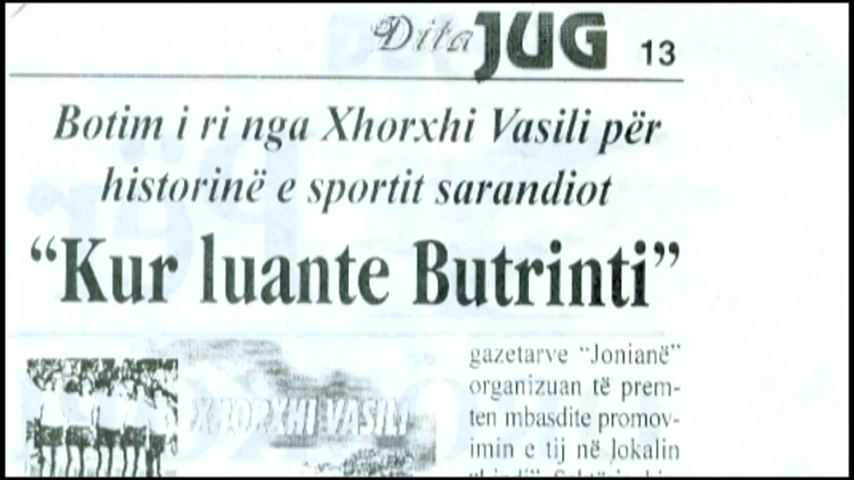 Dita JUG 13
Botim i ri nga Xhorxhi Vasili për
historinë e sportit sarandiot
“Kur luante Butrinti”
XHORXHI VASILI
gazetarve “Jonianë”
organizuan të prem-
ten mbasdite promov-
imin e tij në lokalin